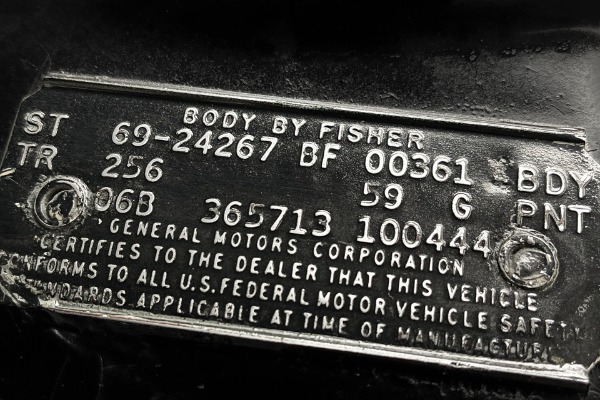 BODY BY FISHER
ST 69-24267 BF 00361 BDY
TR 256 59 G PNT
06B 365713 100444
GENERAL MOTORS CORPORATION
CERTIFIES TO THE DEALER THAT THIS VEHICLE
CONFORMS TO ALL U.S. FEDERAL MOTOR VEHICLE SAFETY
STANDARDS APPLICABLE AT TIME OF MANUFACTURE